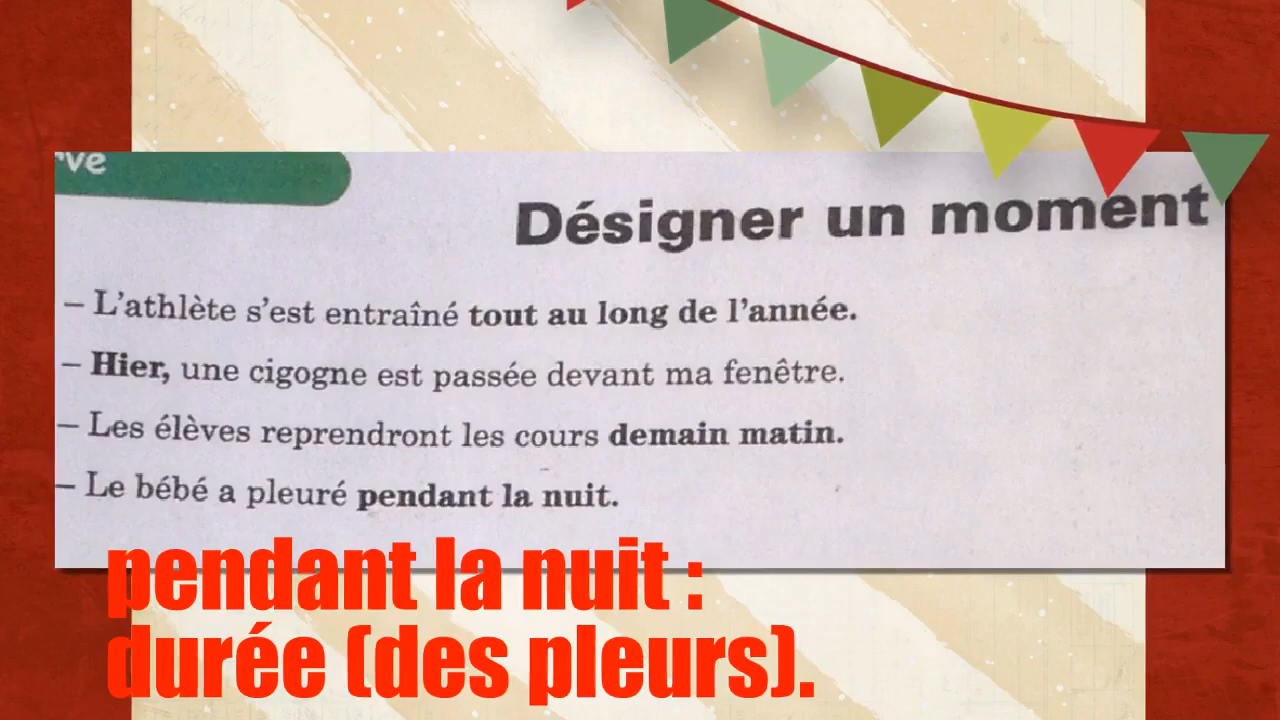 rve
Désigner un moment
– L'athlète s'est entraîné tout au long de l'année.
– Hier, une cigogne est passée devant ma fenêtre.
– Les élèves reprendront les cours demain matin.
– Le bébé a pleuré pendant la nuit.
pendant la nuit :
durée (des pleurs).